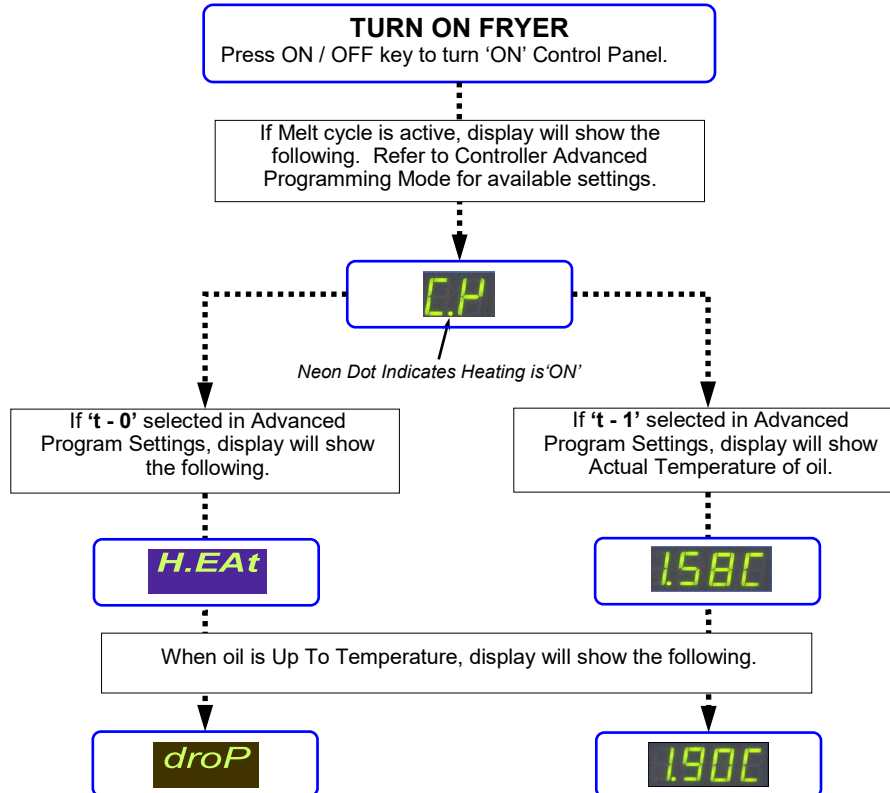 TURN ON FRYER
Press ON / OFF key to turn ‘ON’ Control Panel.
If Melt cycle is active, display will show the
following. Refer to Controller Advanced
Programming Mode for available settings.
C.Y
Neon Dot Indicates Heating is‘ON’
If ‘t - 0’ selected in Advanced
Program Settings, display will show
the following.
If ‘t - 1’ selected in Advanced
Program Settings, display will show
Actual Temperature of oil.
H.EAt
1.58C
When oil is Up To Temperature, display will show the following.
droP
1.90C